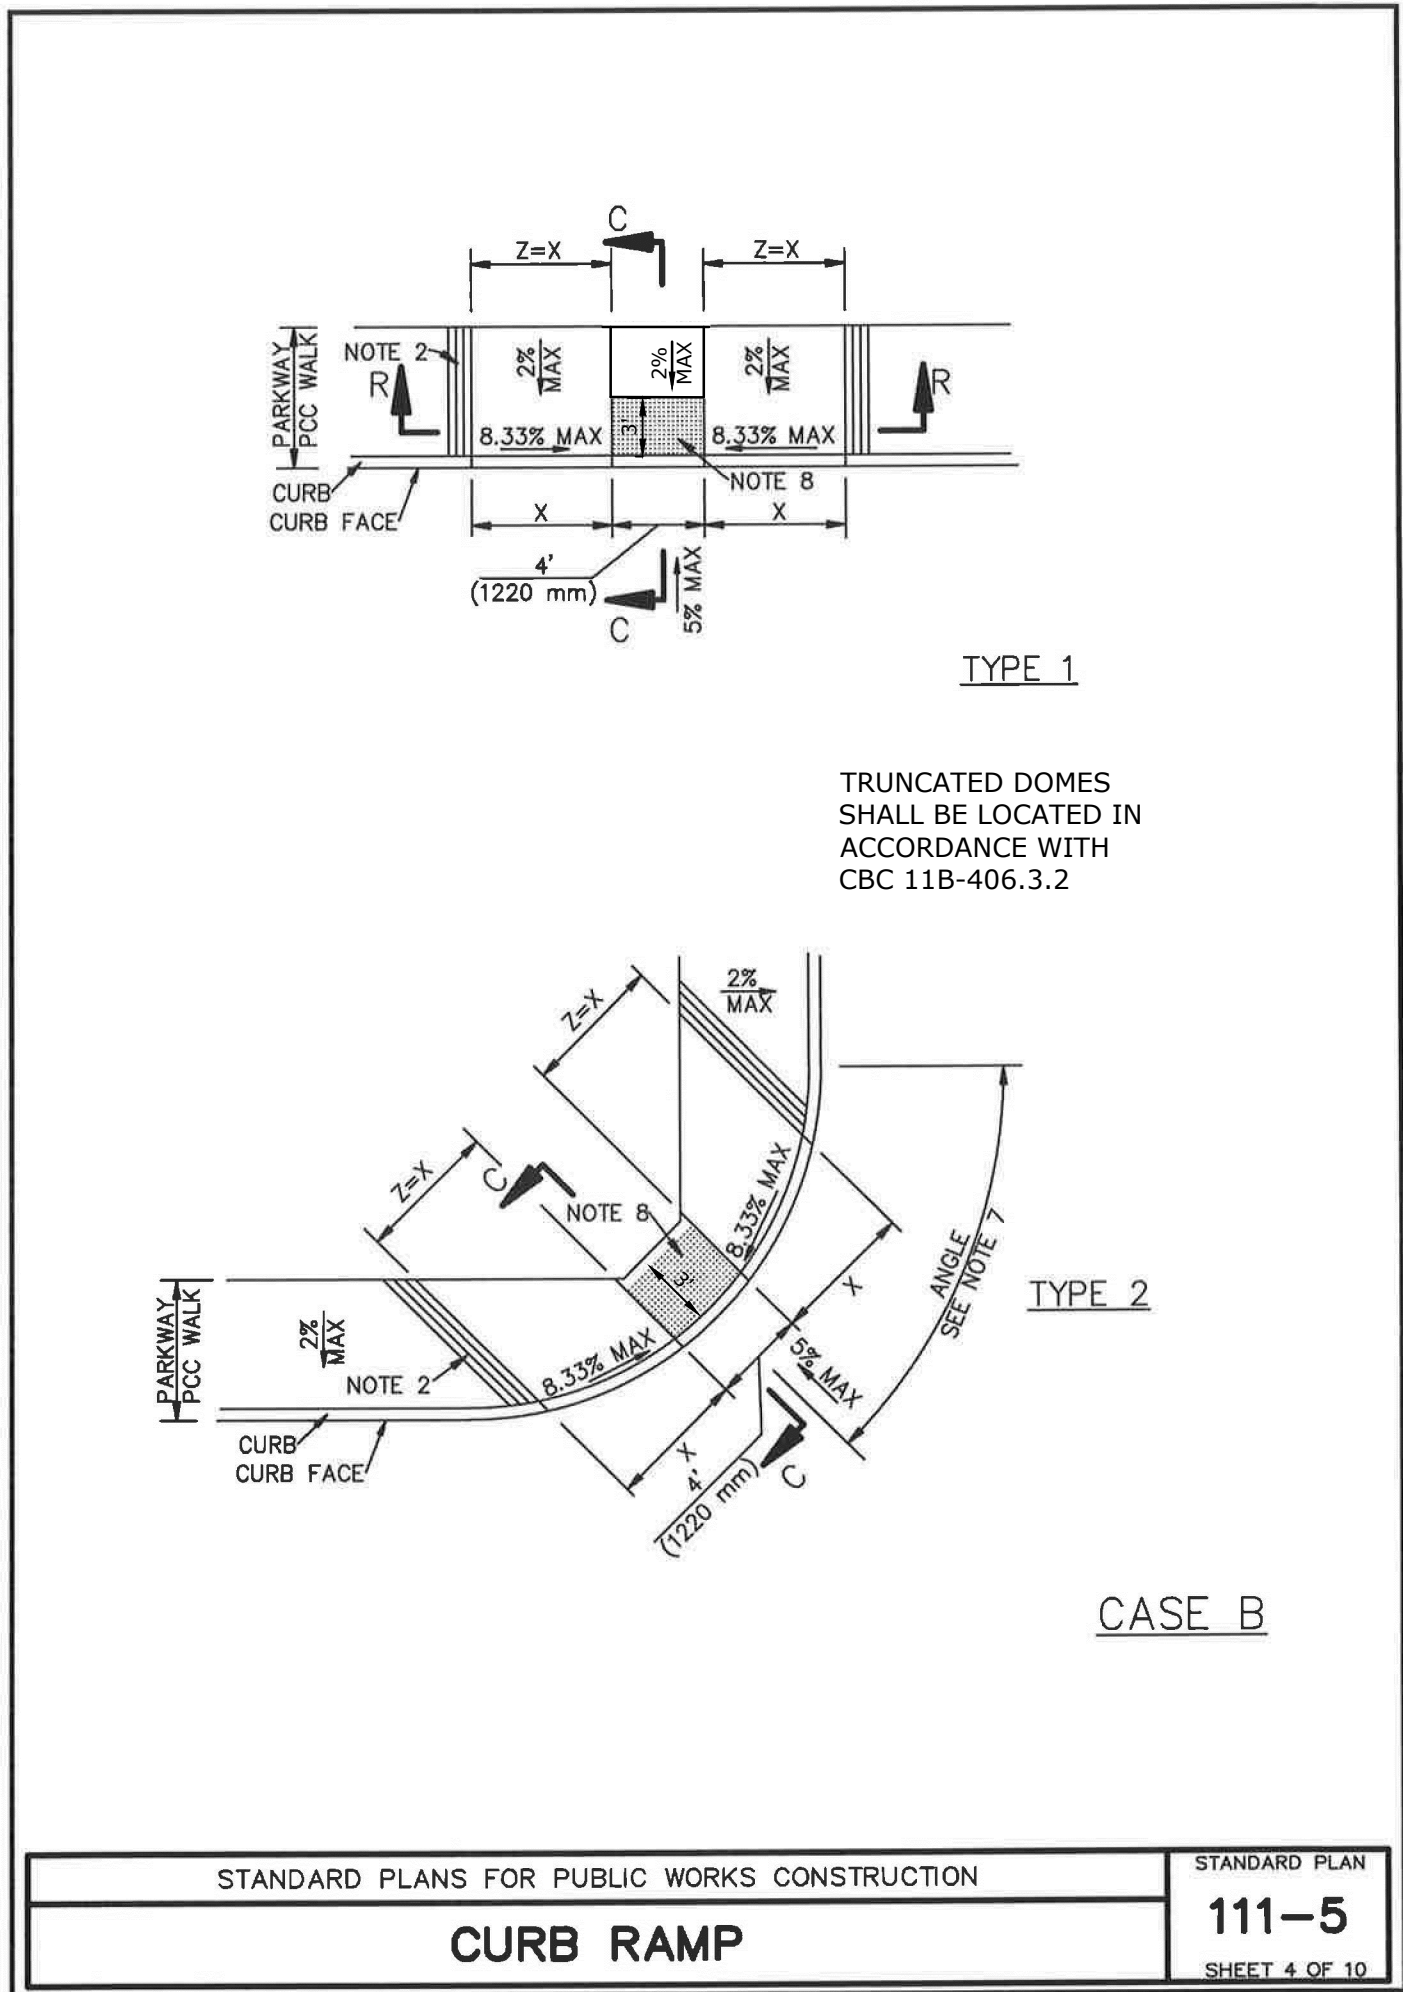 C
Z=X
Z=X
PARKWAY
PCC WALK
NOTE 2
R
2%
MAX
2%
MAX
2%
MAX
R
8.33% MAX
3'
8.33% MAX
NOTE 8
CURB
CURB FACE
X
X
4'
(1220 mm)
C
5% MAX
TYPE 1
TRUNCATED DOMES
SHALL BE LOCATED IN
ACCORDANCE WITH
CBC 11B-406.3.2
Z=X
2%
MAX
Z=X
C
NOTE 8
8.33% MAX
3'
ANGLE
SEE NOTE 7
TYPE 2
X
PARKWAY
PCC WALK
2%
MAX
NOTE 2
8.33% MAX
5% MAX
CURB
CURB FACE
X
4'
(1220 mm)
C
CASE B
STANDARD PLANS FOR PUBLIC WORKS CONSTRUCTION
CURB RAMP
STANDARD PLAN
111-5
SHEET 4 OF 10